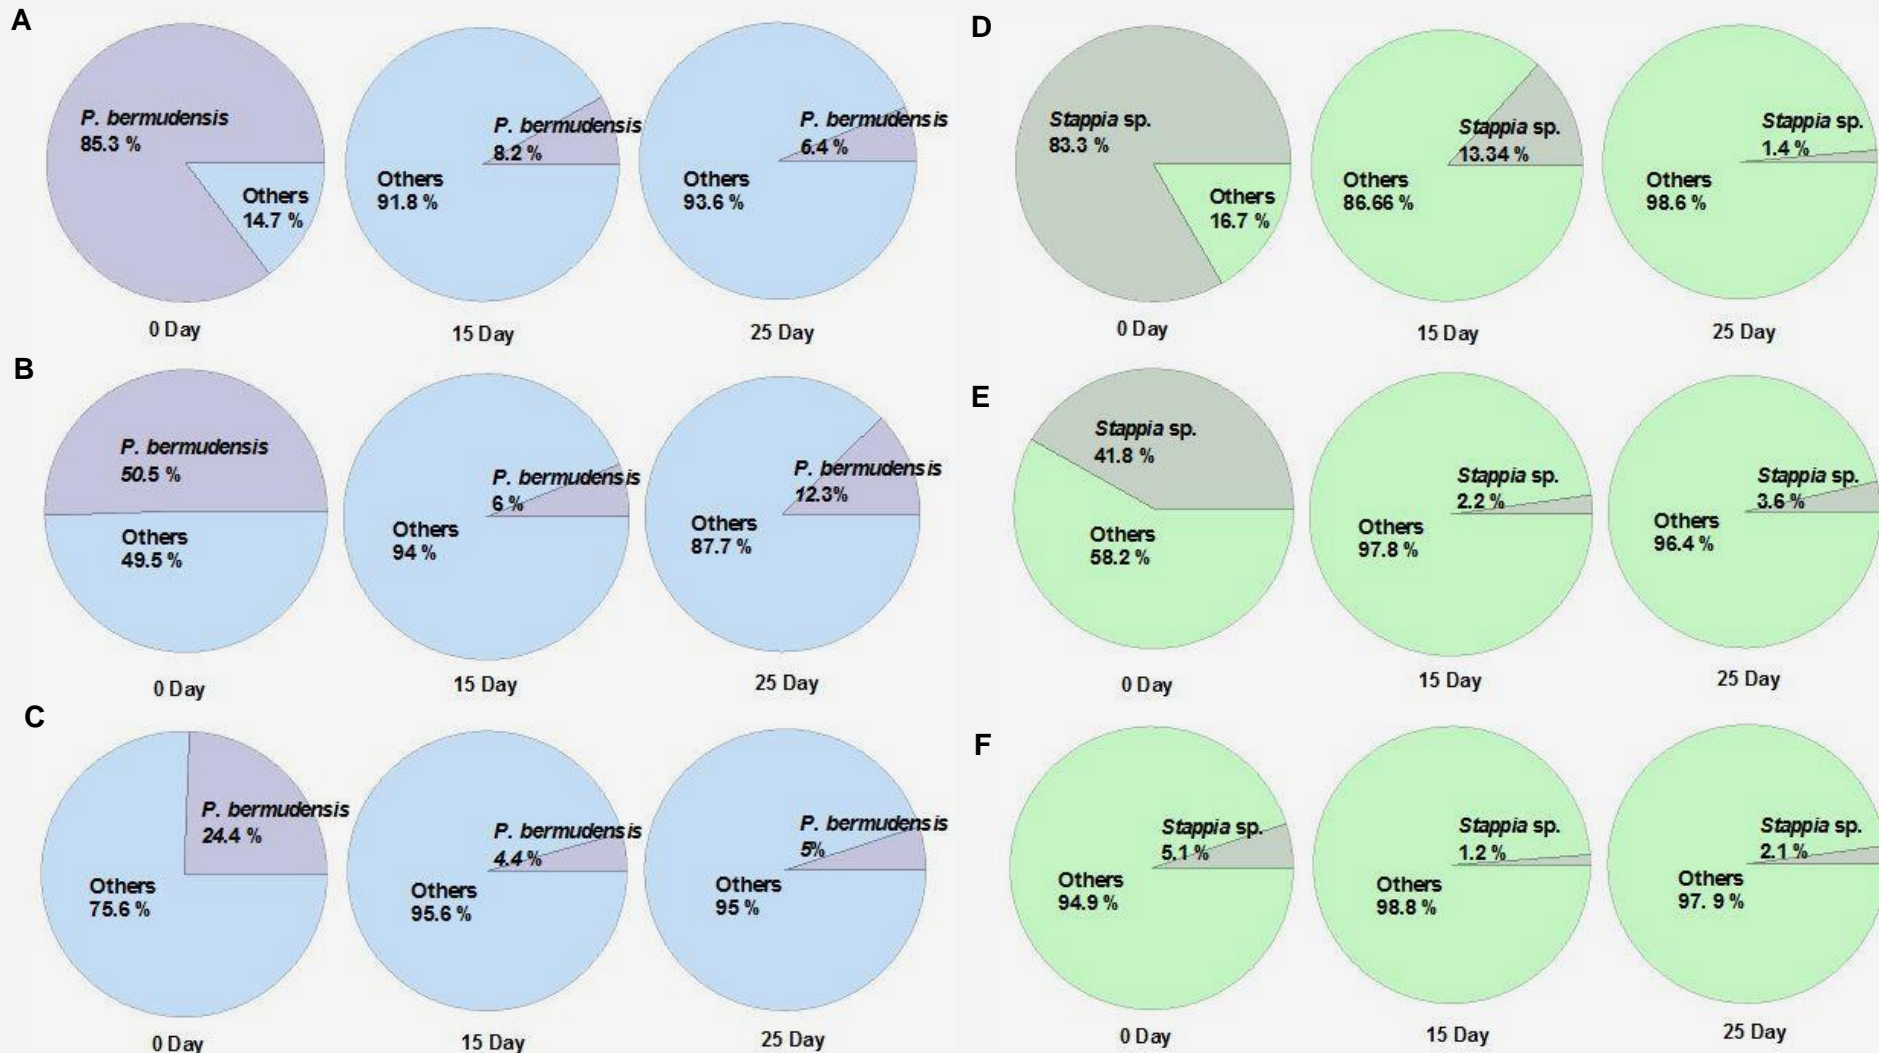 A
P. bermudensis
85.3 %
Others
14.7 %
0 Day
P. bermudensis
8.2 %
Others
91.8 %
15 Day
P. bermudensis
6.4 %
Others
93.6 %
25 Day
B
P. bermudensis
50.5 %
Others
49.5 %
0 Day
P. bermudensis
6 %
Others
94 %
15 Day
P. bermudensis
12.3%
Others
87.7 %
25 Day
C
P. bermudensis
24.4 %
Others
75.6 %
0 Day
P. bermudensis
4.4 %
Others
95.6 %
15 Day
P. bermudensis
5%
Others
95 %
25 Day
D
Stappia sp.
83.3 %
Others
16.7 %
0 Day
Stappia sp.
13.34 %
Others
86.66 %
15 Day
Stappia sp.
1.4 %
Others
98.6 %
25 Day
E
Stappia sp.
41.8 %
Others
58.2 %
0 Day
Stappia sp.
2.2 %
Others
97.8 %
15 Day
Stappia sp.
3.6 %
Others
96.4 %
25 Day
F
Stappia sp.
5.1 %
Others
94.9 %
0 Day
Stappia sp.
1.2 %
Others
98.8 %
15 Day
Stappia sp.
2.1 %
Others
97. 9 %
25 Day